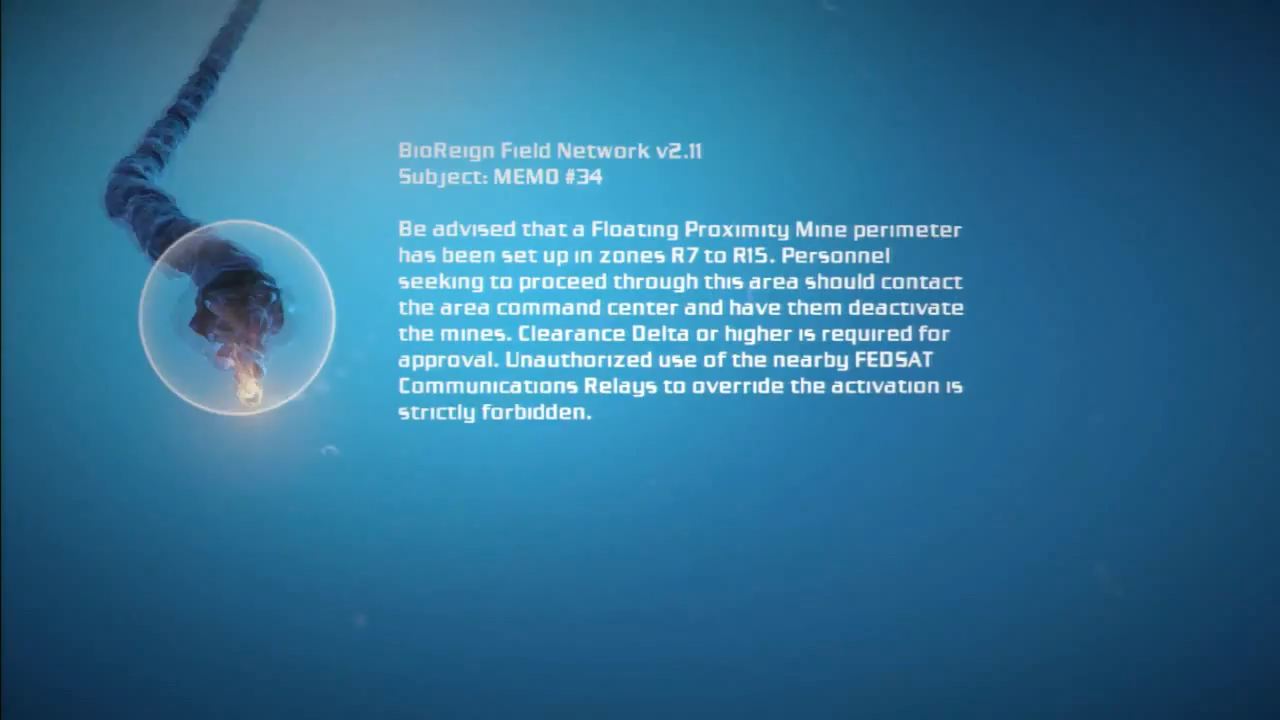 BioReign Field Network v2.11
Subject: MEMO #34
Be advised that a Floating Proximity Mine perimeter
has been set up in zones R7 to R15. Personnel
seeking to proceed through this area should contact
the area command center and have them deactivate
the mines. Clearance Delta or higher is required for
approval. Unauthorized use of the nearby FEDSAT
Communications Relays to override the activation is
strictly forbidden.